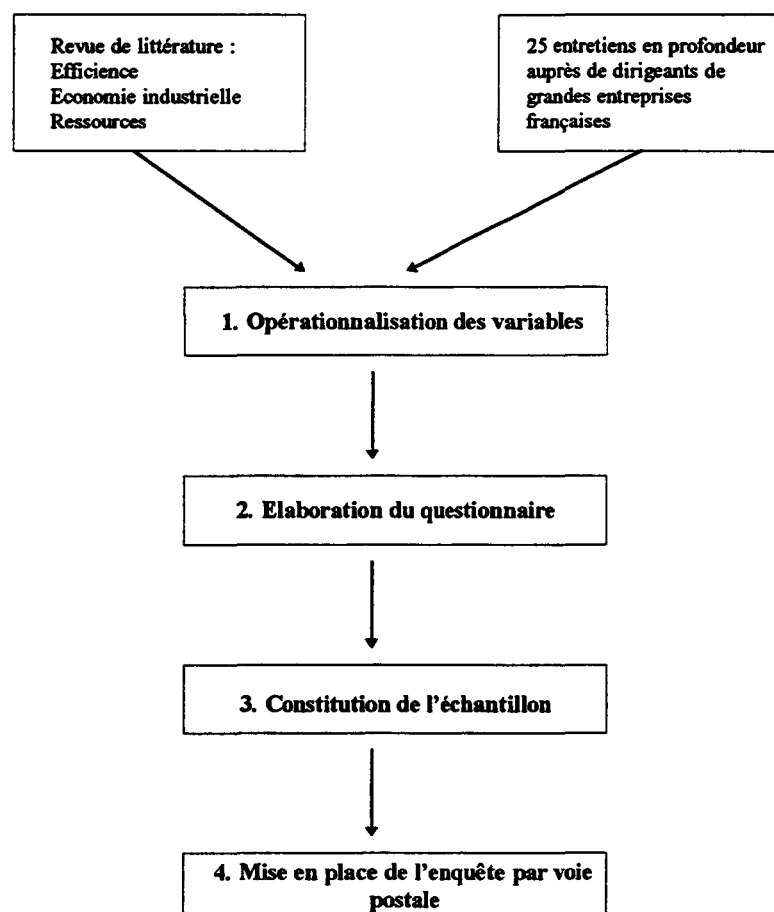 Revue de littérature :
Efficience
Economie industrielle
Ressources
25 entretiens en profondeur
auprès de dirigeants de
grandes entreprises
françaises
1. Opérationnalisation des variables
2. Elaboration du questionnaire
3. Constitution de l'échantillon
4. Mise en place de l'enquête par voie
postale